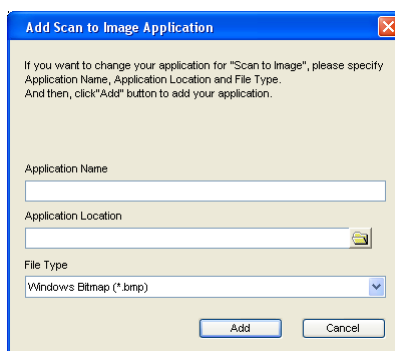 Add Scan to Image Application
If you want to change your application for "Scan to Image", please specify
Application Name, Application Location and File Type.
And then, click"Add" button to add your application.
Application Name
Application Location
File Type
Windows Bitmap (*.bmp)
Add
Cancel